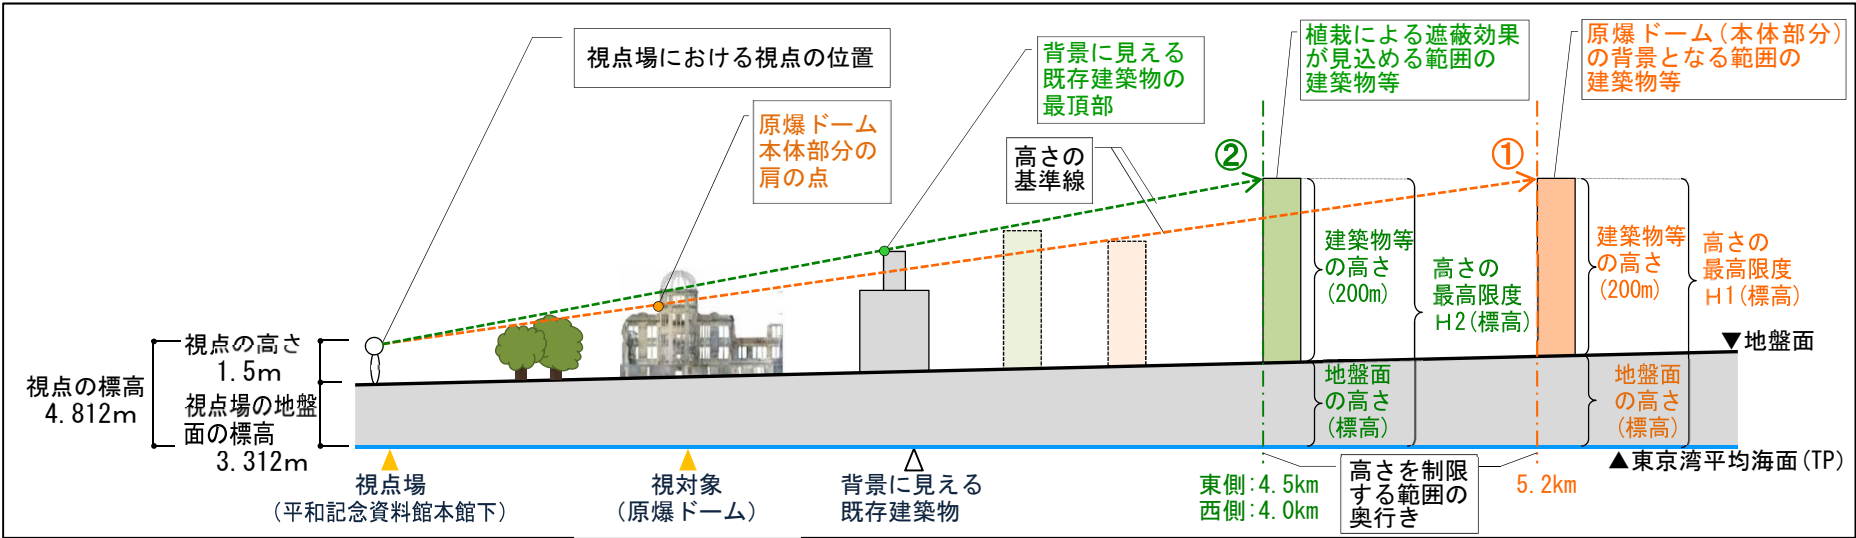 視点場における視点の位置
原爆ドーム
本体部分の
肩の点
背景に見える
既存建築物の
最頂部
高さの
基準線
植栽による遮蔽効果
が見込める範囲の
建築物等
原爆ドーム(本体部分)
の背景となる範囲の
建築物等
②
①
建築物等
の高さ
(200m)
高さの
最高限度
H2(標高)
建築物等
の高さ
(200m)
高さの
最高限度
H1(標高)
▼地盤面
視点の高さ
1.5m
視点の標高
4.812m
視点場の地盤
面の標高
3.312m
地盤面
の高さ
(標高)
地盤面
の高さ
(標高)
▲東京湾平均海面(TP)
視点場
(平和記念資料館本館下)
視対象
(原爆ドーム)
背景に見える
既存建築物
東側:4.5km
西側:4.0km
高さを制限
する範囲の
奥行き
5.2km